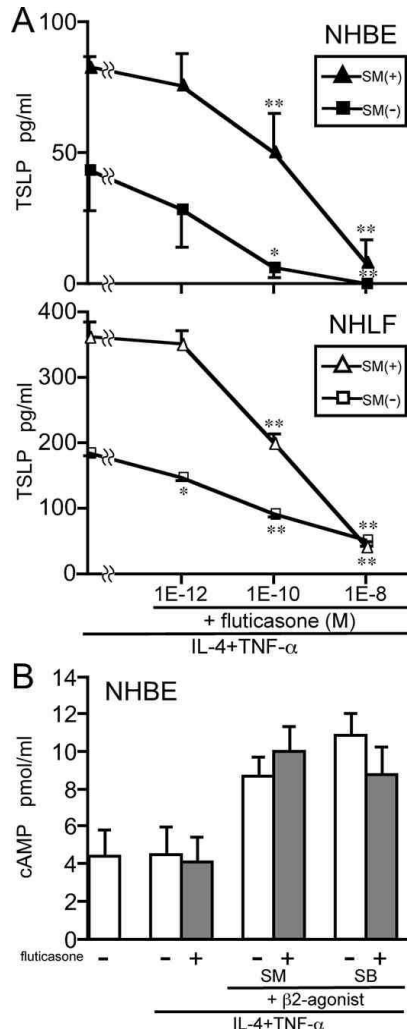 A
NHBE
SM(+)
SM(-)
100
50
0
TSLP pg/ml
**
*
**
**
NHLF
SM(+)
SM(-)
400
300
200
100
0
TSLP pg/ml
**
*
**
**
**
1E-12 1E-10 1E-8
+ fluticasone (M)
IL-4+TNF-α
B
NHBE
14
12
10
8
6
4
2
0
cAMP pmol/ml
fluticasone - - + - + - +
SM SB
+ β2-agonist
IL-4+TNF-α